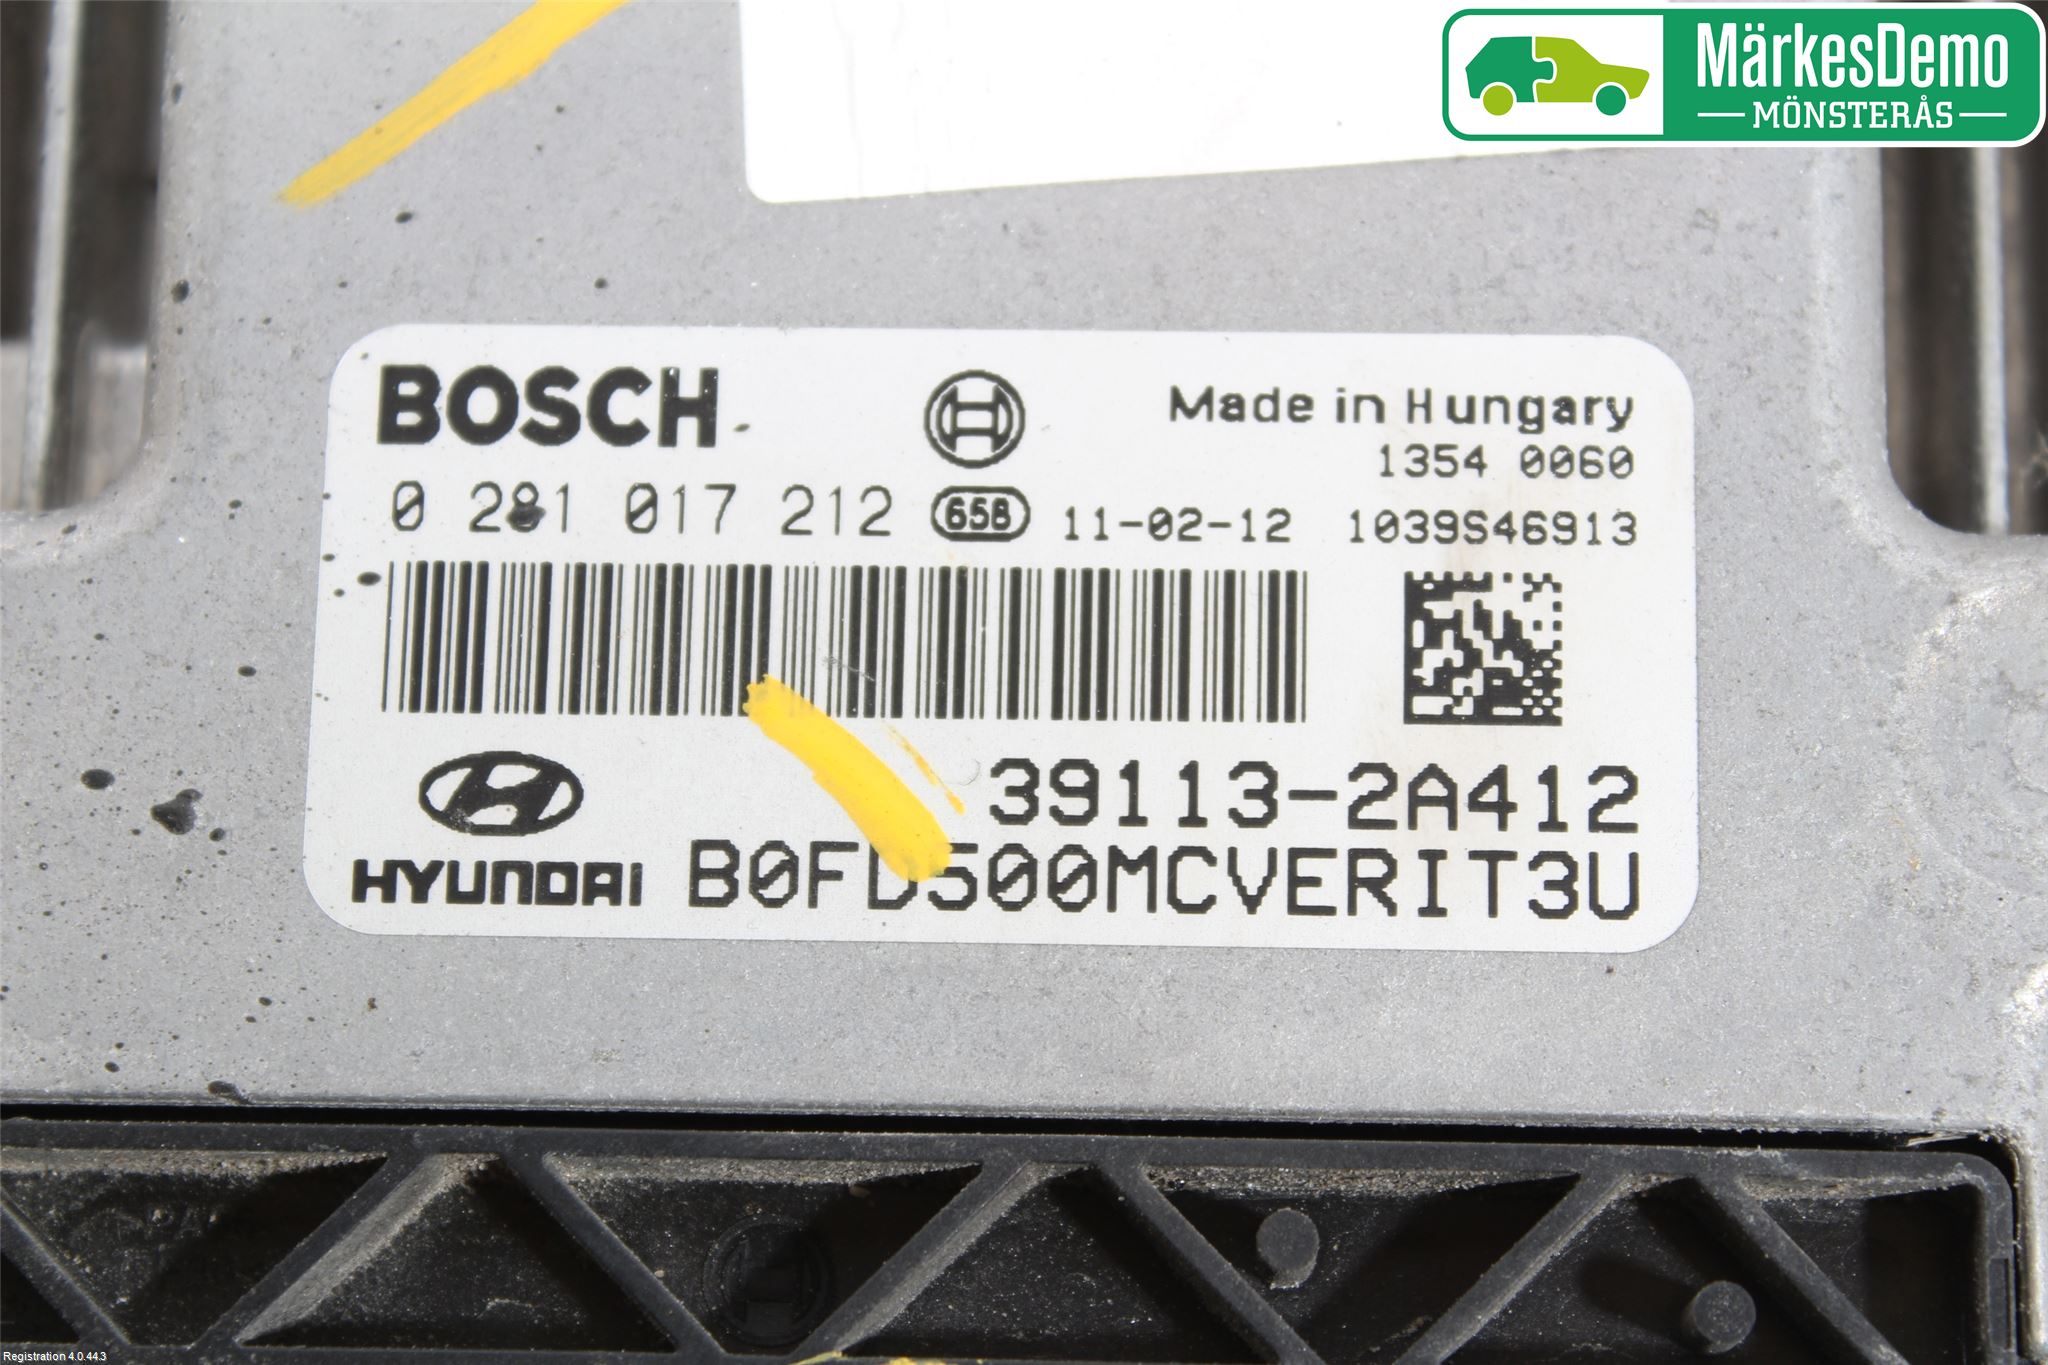 MärkesDemo
MÖNSTERÅS
BOSCH
Made in Hungary
1354 0060
0 281 017 212 658 11-02-12 1039S46913
39113-2A412
HYUNDAI B0FD500MCVERIT3U
Registration 4.0.44.3